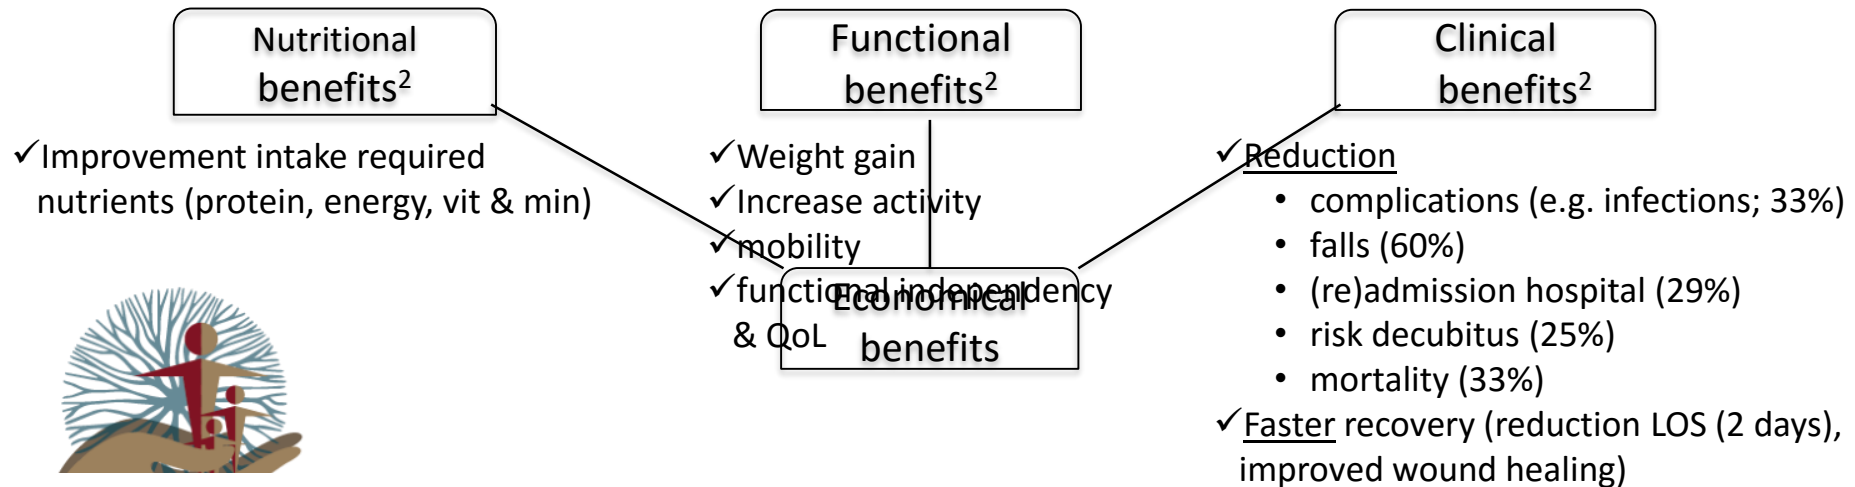 Nutritional
benefits²
✓Improvement intake required
nutrients (protein, energy, vit & min)
Functional
benefits²
✓Weight gain
✓Increase activity
✓mobility
✓functional independency
& QoL
Economical
benefits
Clinical
benefits²
✓Reduction
• complications (e.g. infections; 33%)
• falls (60%)
• (re)admission hospital (29%)
• risk decubitus (25%)
• mortality (33%)
✓Faster recovery (reduction LOS (2 days),
improved wound healing)